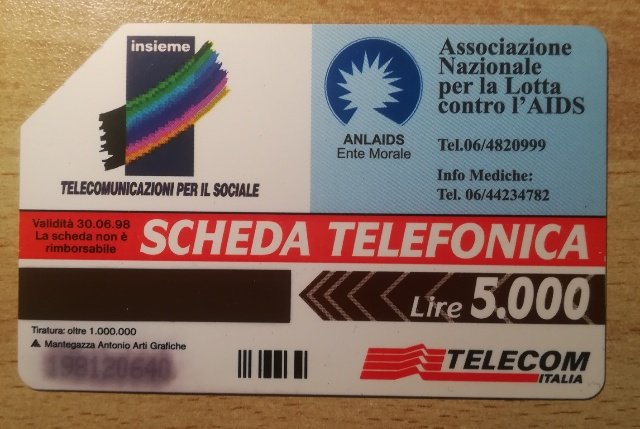 insieme
TELECOMUNICAZIONI PER IL SOCIALE
ANLAIDS
Ente Morale
Associazione
Nazionale
per la Lotta
contro l'AIDS
Tel.06/4820999
Info Mediche:
Tel. 06/44234782
Validità 30.06.98
La scheda non è
rimborsabile
SCHEDA TELEFONICA
Lire 5.000
Tiratura: oltre 1.000.000
Mantegazza Antonio Arti Grafiche
TELECOM
ITALIA